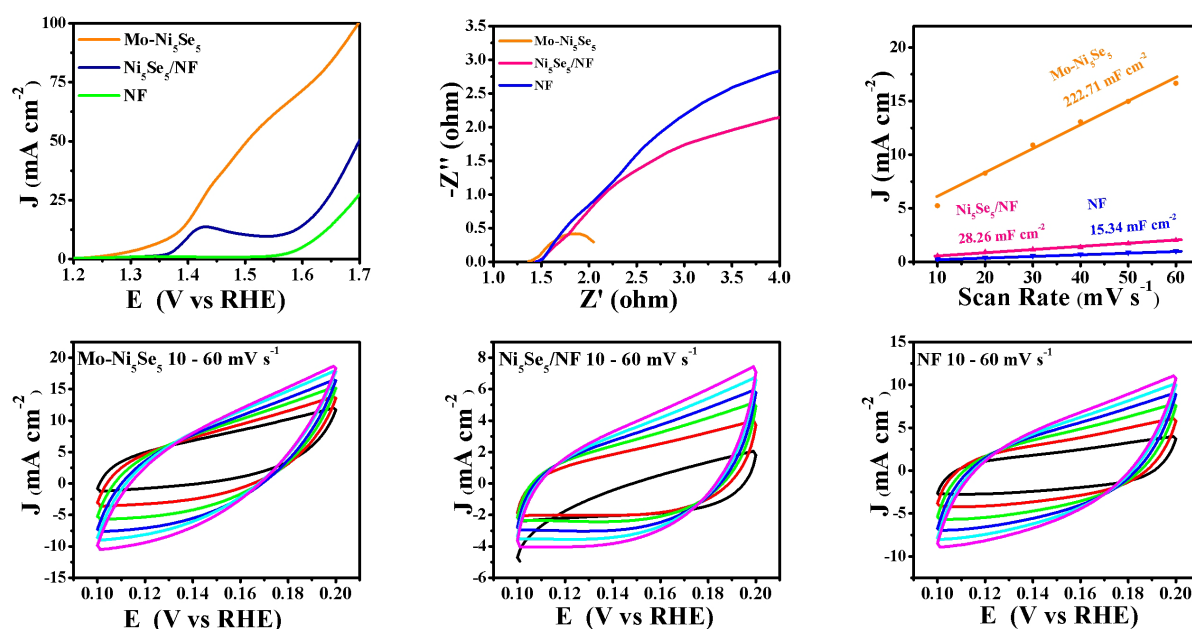 100
75
50
25
0
1.2 1.3 1.4 1.5 1.6 1.7
J (mA cm⁻²)
E (V vs RHE)
Mo-Ni₅Se₅
Ni₅Se₅/NF
NF
3.0
2.5
2.0
1.5
1.0
0.5
0.0
1.0 1.5 2.0 2.5 3.0 3.5 4.0
-Z'' (ohm)
Z' (ohm)
Mo-Ni₅Se₅
Ni₅Se₅/NF
NF
20
15
10
5
0
10 20 30 40 50 60
J (mA cm⁻²)
Scan Rate (mV s⁻¹)
Mo-Ni₅Se₅
222.71 mF cm⁻²
Ni₅Se₅/NF
28.26 mF cm⁻²
NF
15.34 mF cm⁻²
Mo-Ni₅Se₅ 10 - 60 mV s⁻¹
20
15
10
5
0
-5
-10
-15
0.10 0.12 0.14 0.16 0.18 0.20
J (mA cm⁻²)
E (V vs RHE)
Ni₅Se₅/NF 10 - 60 mV s⁻¹
8
6
4
2
0
-2
-4
-6
0.10 0.12 0.14 0.16 0.18 0.20
J (mA cm⁻²)
E (V vs RHE)
NF 10 - 60 mV s⁻¹
15
10
5
0
-5
-10
0.10 0.12 0.14 0.16 0.18 0.20
J (mA cm⁻²)
E (V vs RHE)